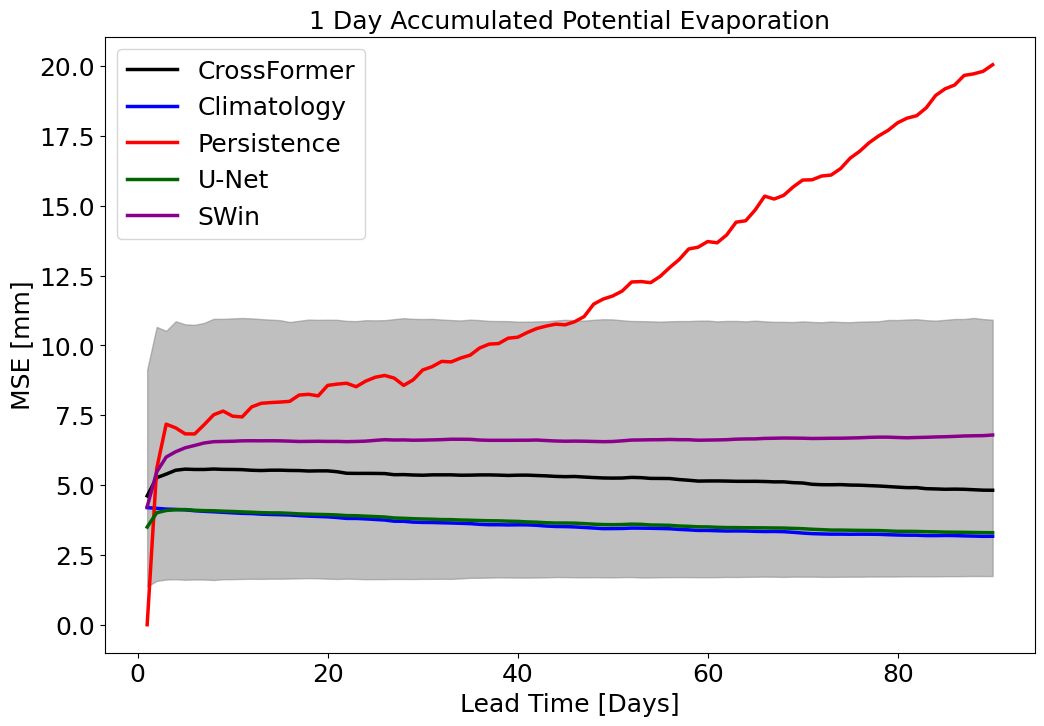 1 Day Accumulated Potential Evaporation
CrossFormer
Climatology
Persistence
U-Net
SWin
MSE [mm]
20.0
17.5
15.0
12.5
10.0
7.5
5.0
2.5
0.0
0 20 40 60 80
Lead Time [Days]